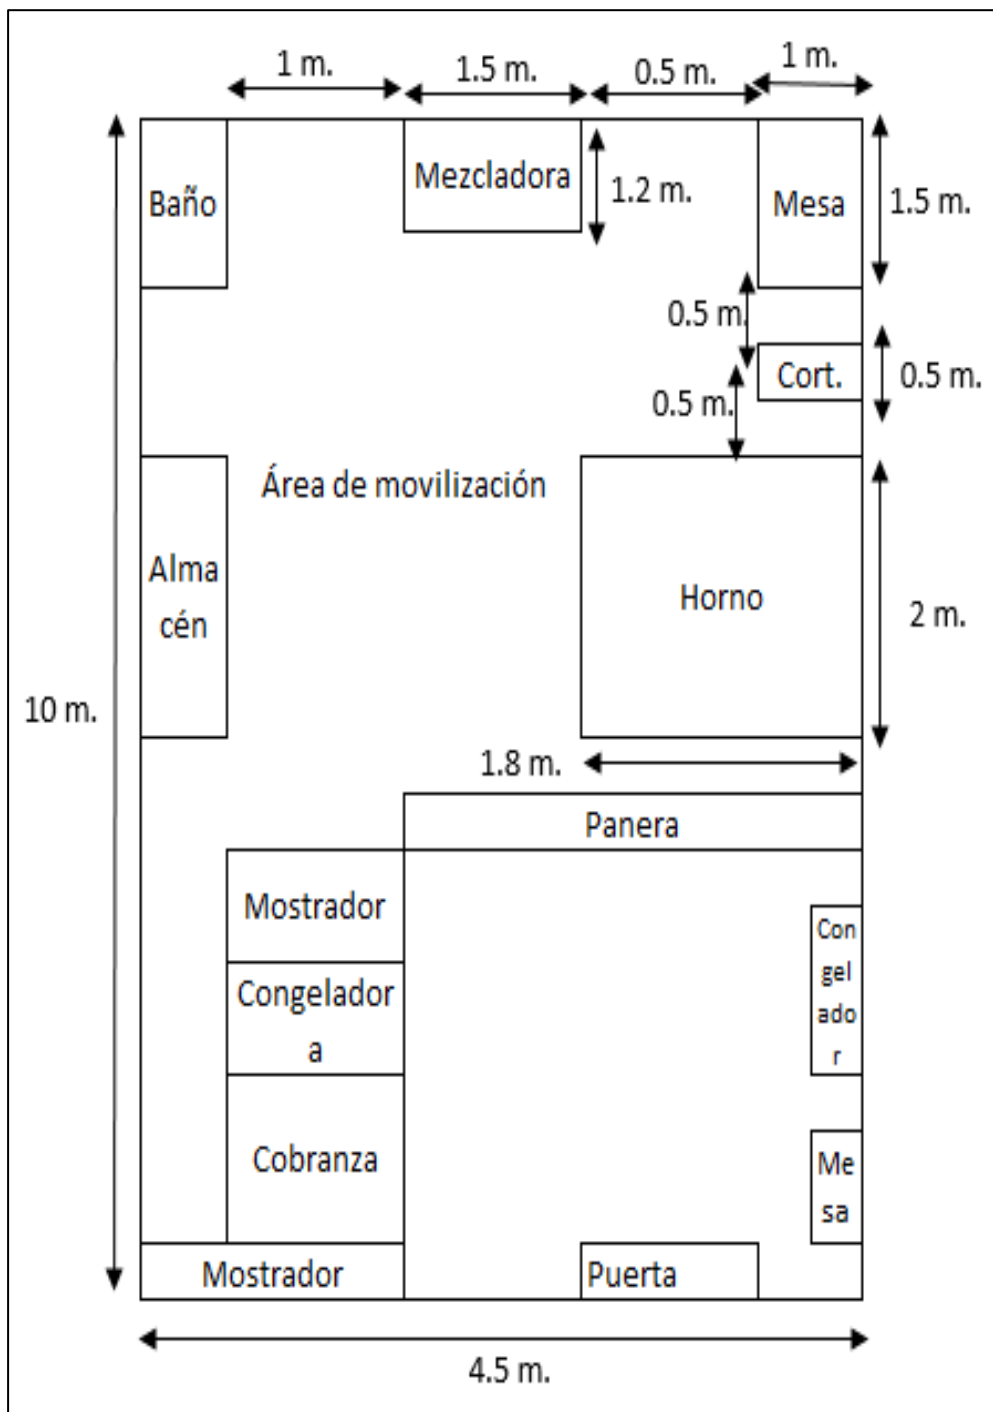 1 m.
1.5 m.
0.5 m.
1 m.
Baño
Mezcladora
1.2 m.
Mesa
1.5 m.
0.5 m.
Cort.
0.5 m.
0.5 m.
Área de movilización
Alma
cén
Horno
2 m.
10 m.
1.8 m.
Panera
Mostrador
Con
gel
ado
r
Congelador
a
Cobranza
Me
sa
Mostrador
Puerta
4.5 m.